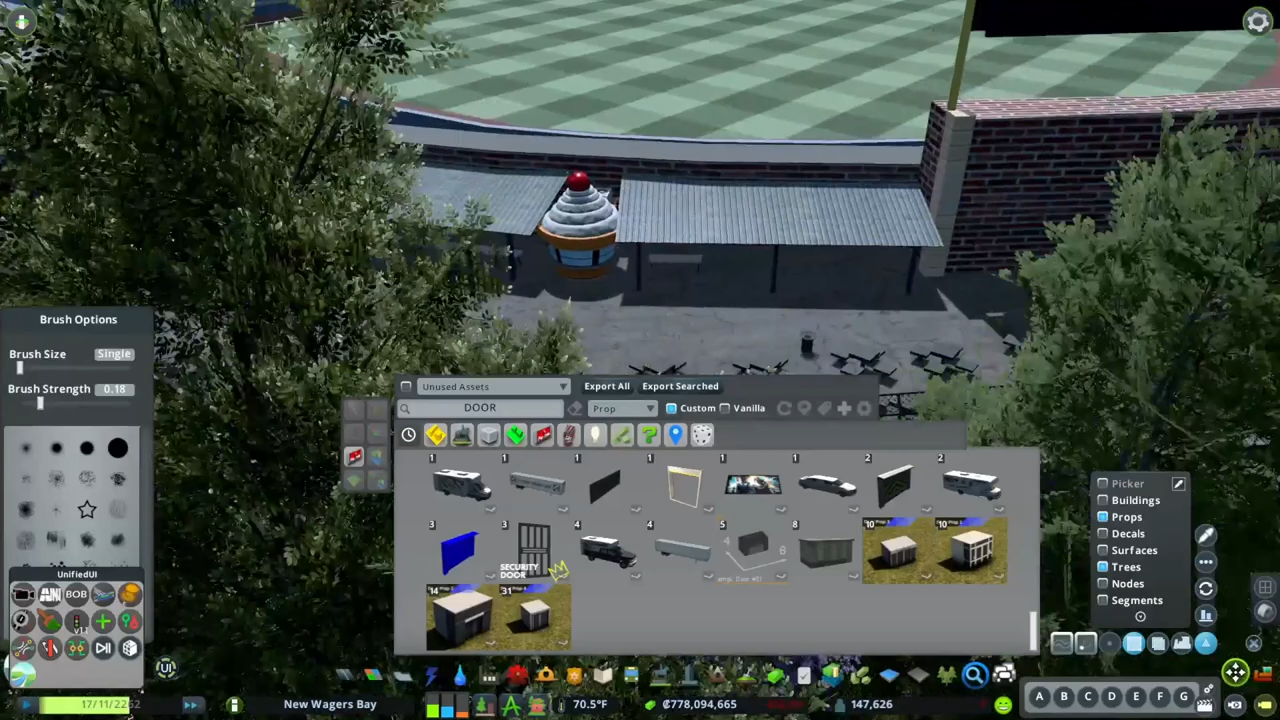 Brush Options
Brush Size Single
Brush Strength 0.18
UnifiedUI
BOB
V11
Unused Assets
Export All
Export Searched
DOOR
Prop
Custom
Vanilla
1 1 1 1 1 1 2 2
3 3 4 4 5 8 10 10
SECURITY
DOOR
14 31
Picker
Buildings
Props
Decals
Surfaces
Trees
Nodes
Segments
UI
New Wagers Bay
70.5°F
₡778,094,665
147,626
A B C D E F G